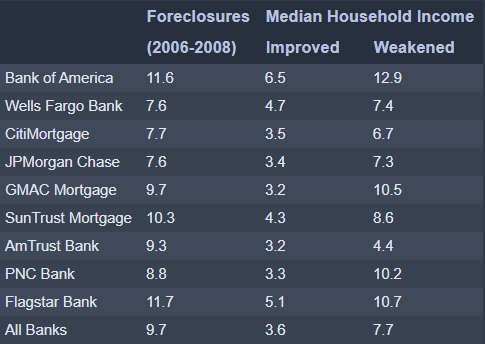 Foreclosures Median Household Income
(2006-2008) Improved Weakened
Bank of America 11.6 6.5 12.9
Wells Fargo Bank 7.6 4.7 7.4
CitiMortgage 7.7 3.5 6.7
JPMorgan Chase 7.6 3.4 7.3
GMAC Mortgage 9.7 3.2 10.5
SunTrust Mortgage 10.3 4.3 8.6
AmTrust Bank 9.3 3.2 4.4
PNC Bank 8.8 3.3 10.2
Flagstar Bank 11.7 5.1 10.7
All Banks 9.7 3.6 7.7